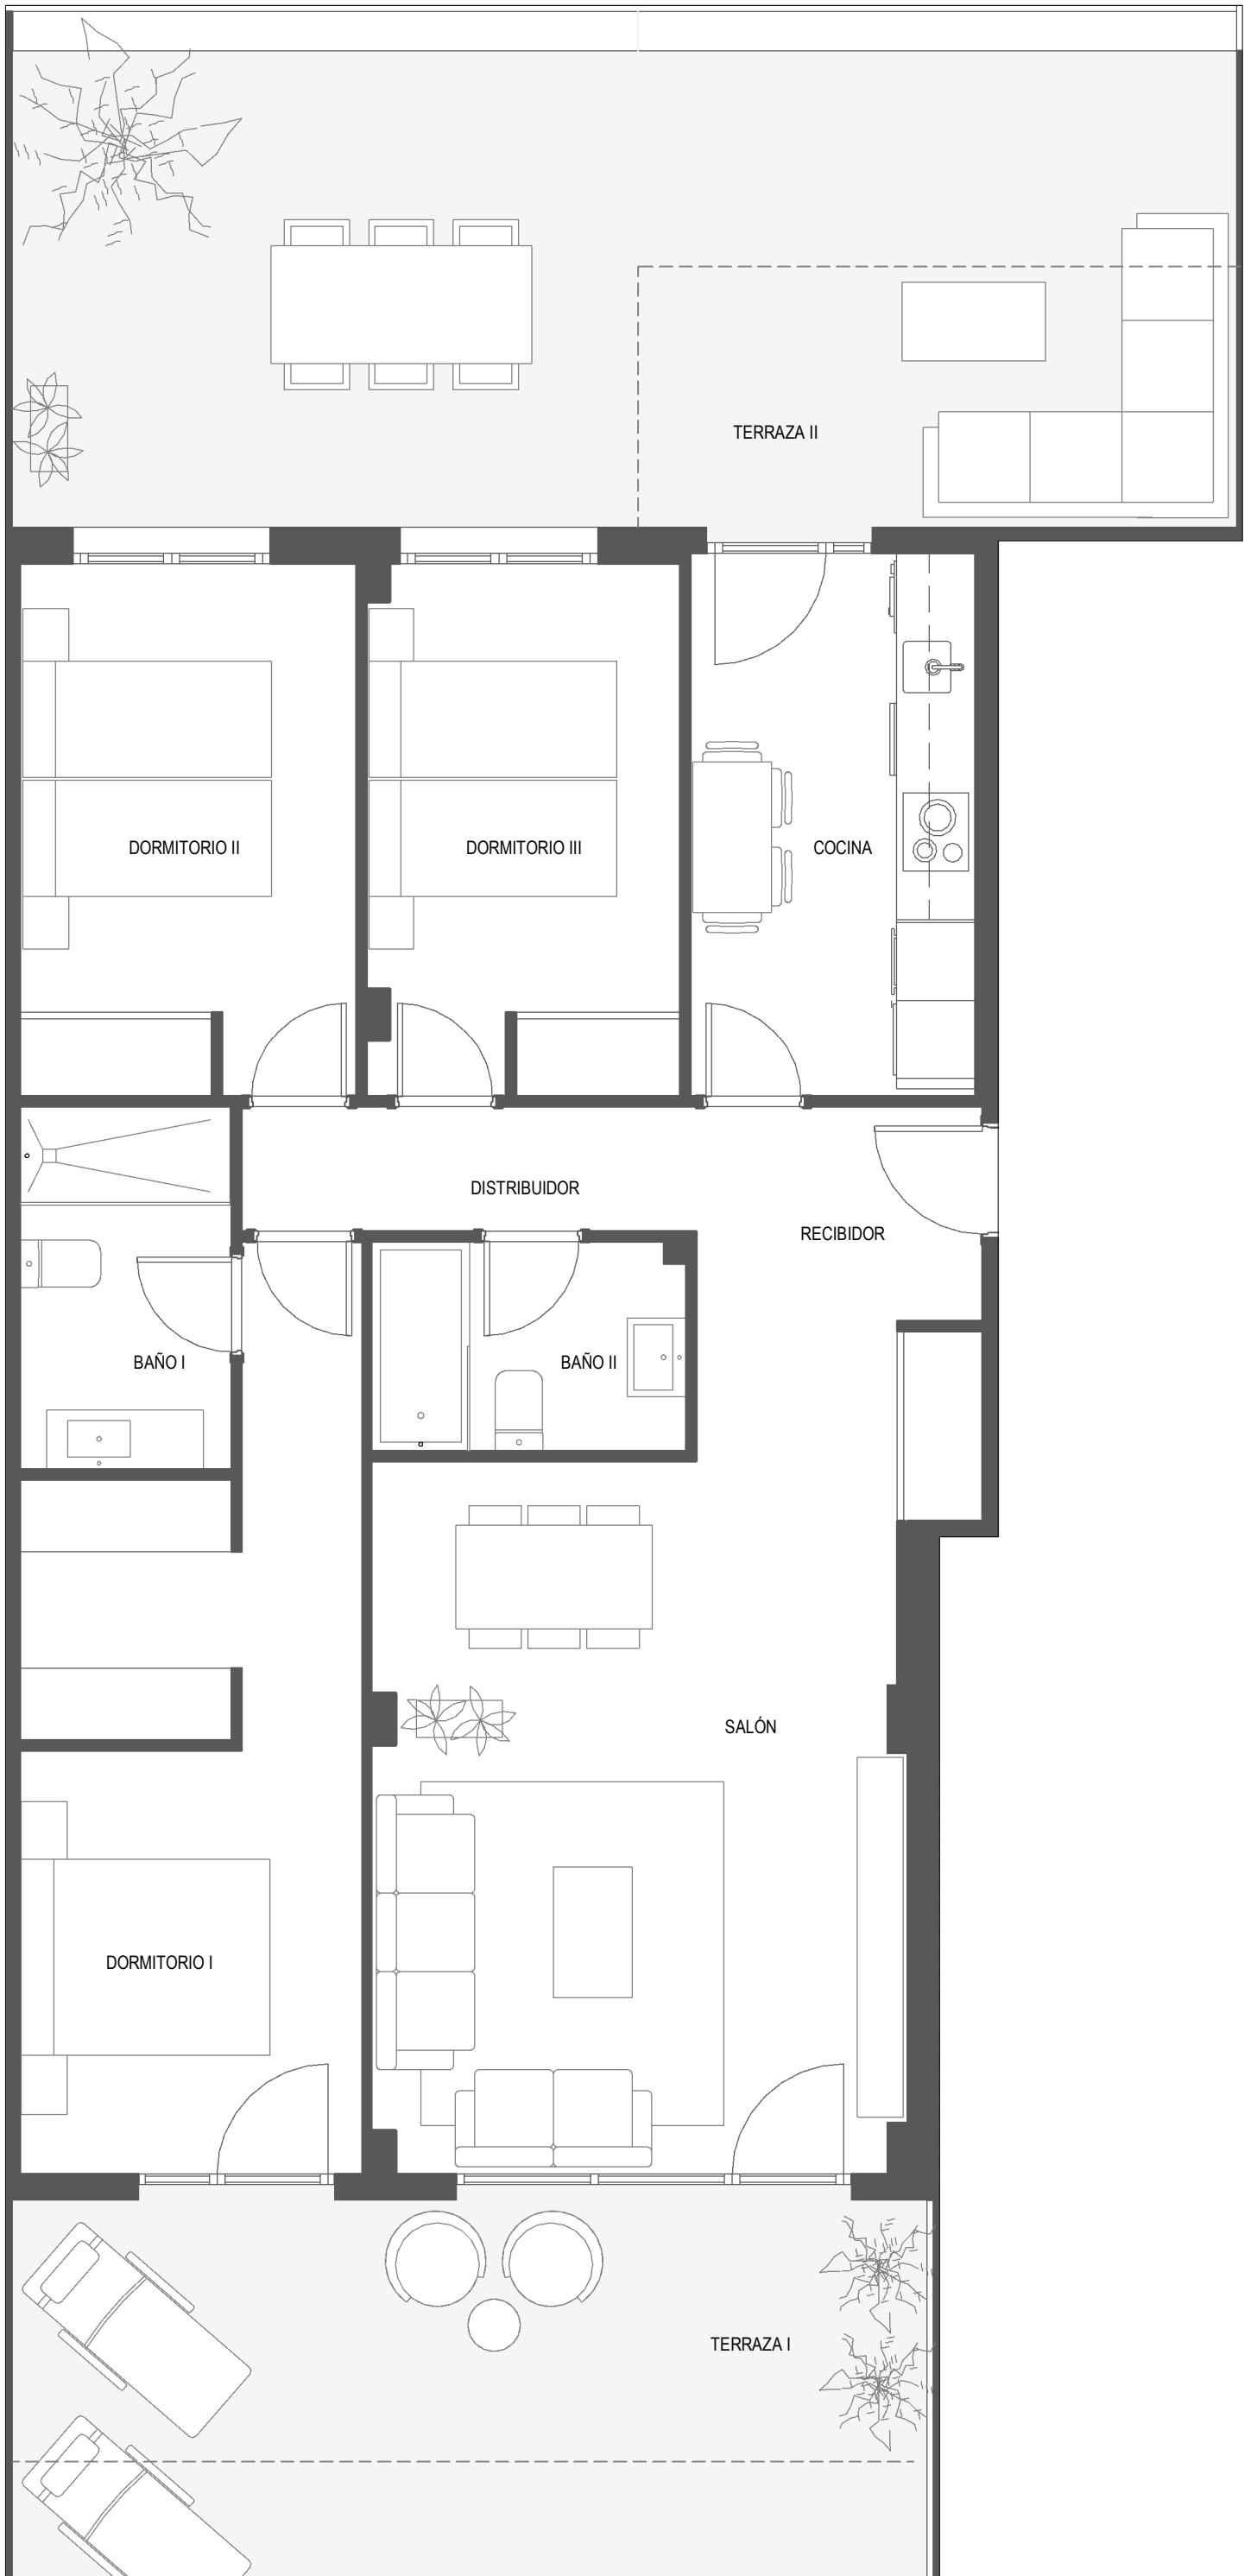 TERRAZA II
DORMITORIO II
DORMITORIO III
COCINA
DISTRIBUIDOR
RECIBIDOR
BAÑO I
BAÑO II
SALÓN
DORMITORIO I
TERRAZA I